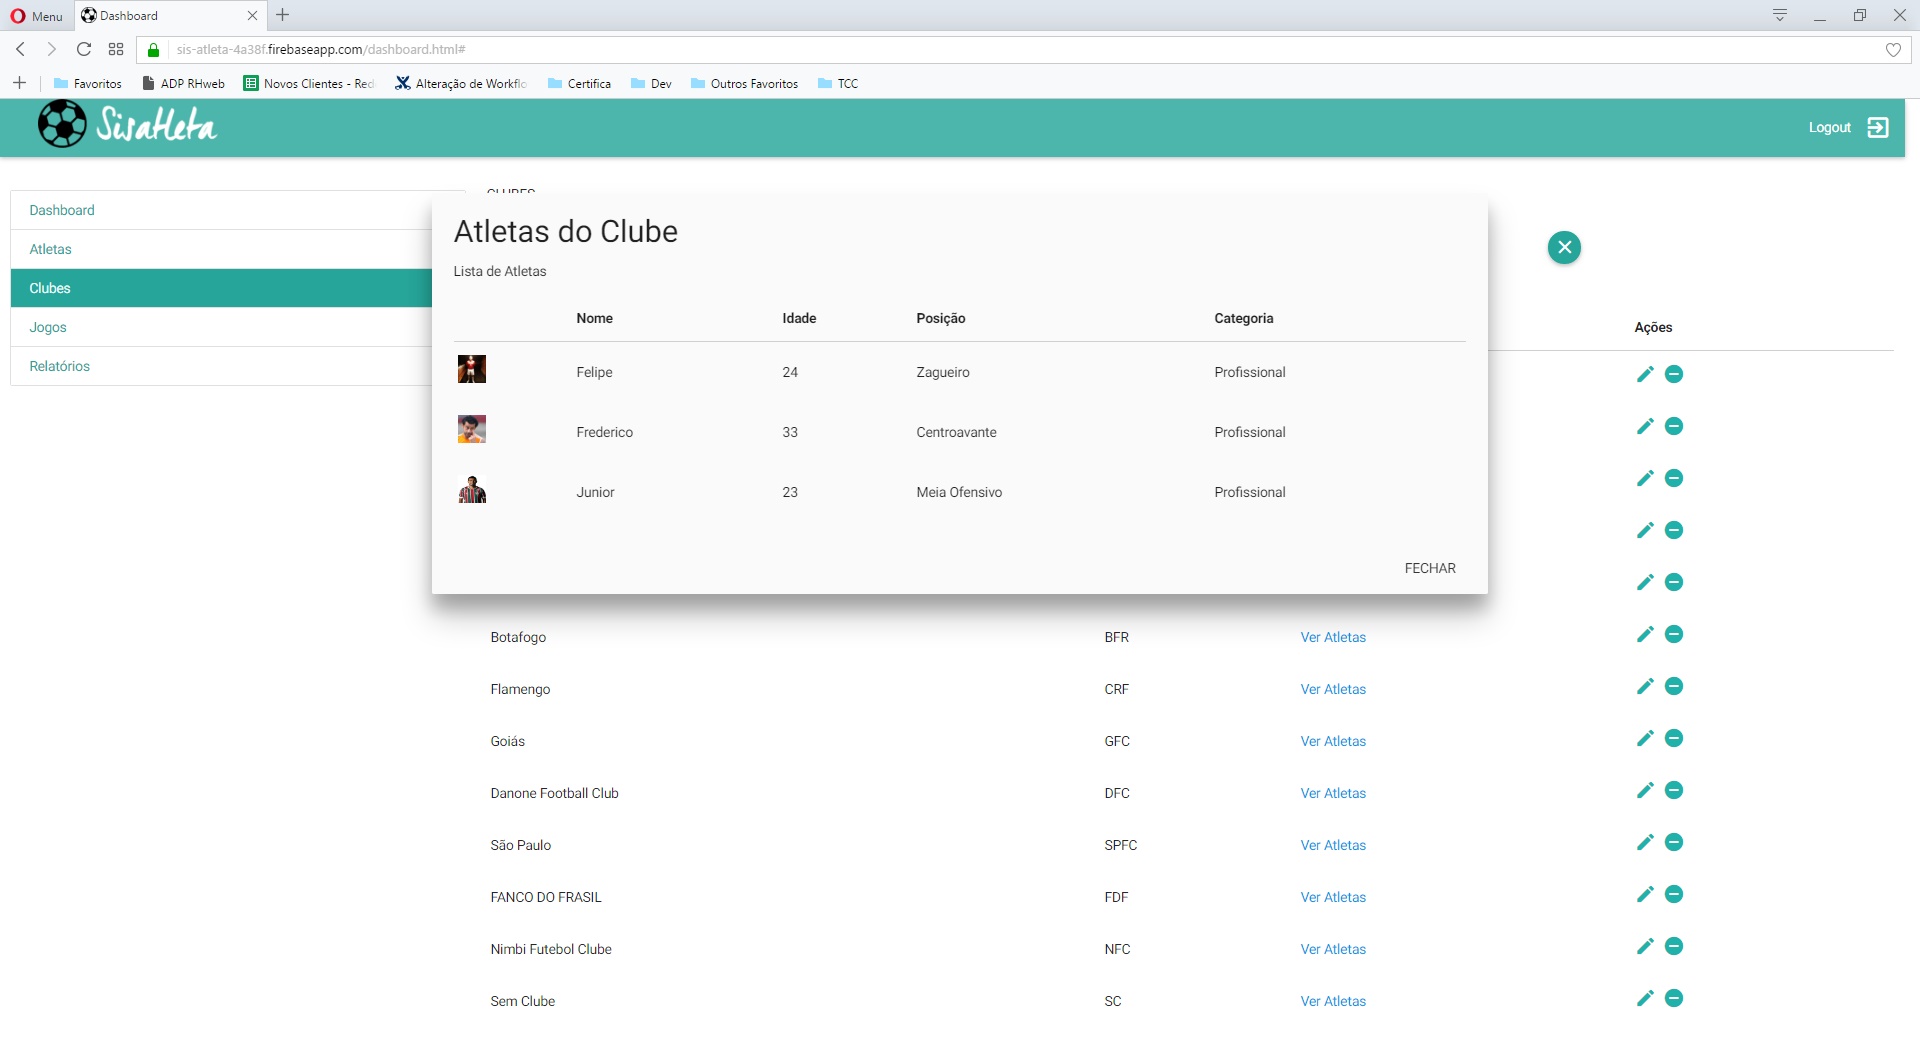 Menu
Dashboard
sis-atleta-4a38f.firebaseapp.com/dashboard.html#
Favoritos
ADP RHweb
Novos Clientes - Red
Alteração de Workflo
Certifica
Dev
Outros Favoritos
TCC
Sisatleta
Logout
Dashboard
Atletas
Clubes
Jogos
Relatórios
CLUBES
Atletas do Clube
Lista de Atletas
Nome Idade Posição Categoria
Felipe 24 Zagueiro Profissional
Frederico 33 Centroavante Profissional
Junior 23 Meia Ofensivo Profissional
FECHAR
Ações
Botafogo BFR Ver Atletas
Flamengo CRF Ver Atletas
Goiás GFC Ver Atletas
Danone Football Club DFC Ver Atletas
São Paulo SPFC Ver Atletas
FANCO DO FRASIL FDF Ver Atletas
Nimbi Futebol Clube NFC Ver Atletas
Sem Clube SC Ver Atletas